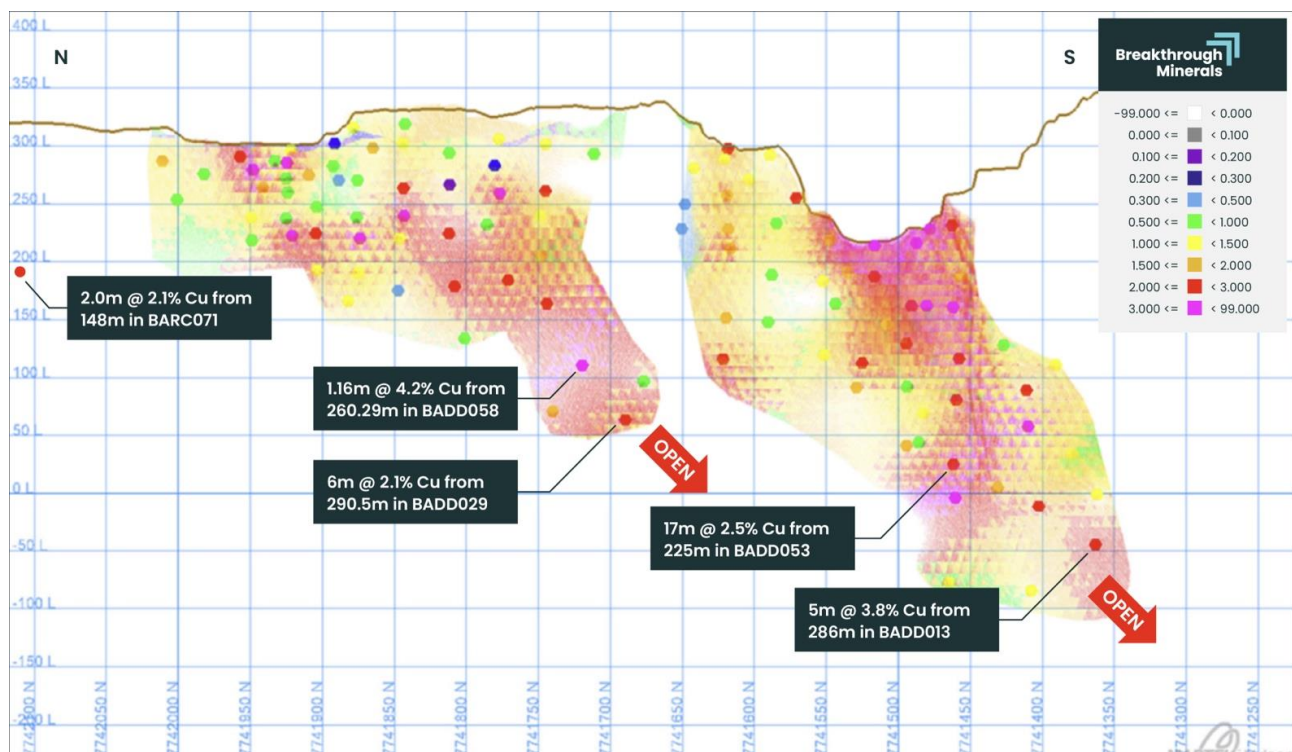 400 L
N
S
350 L
300 L
250 L
200 L
150 L
100 L
50 L
0 L
-50 L
-100 L
-150 L
-200 L
Breakthrough
Minerals
-99.000 <= < 0.000
0.000 <= < 0.100
0.100 <= < 0.200
0.200 <= < 0.300
0.300 <= < 0.500
0.500 <= < 1.000
1.000 <= < 1.500
1.500 <= < 2.000
2.000 <= < 3.000
3.000 <= < 99.000
2.0m @ 2.1% Cu from
148m in BARC071
1.16m @ 4.2% Cu from
260.29m in BADD058
6m @ 2.1% Cu from
290.5m in BADD029
OPEN
17m @ 2.5% Cu from
225m in BADD053
5m @ 3.8% Cu from
286m in BADD013
OPEN
7742050 N
7742000 N
7741950 N
7741900 N
7741850 N
7741800 N
7741750 N
7741700 N
7741650 N
7741600 N
7741550 N
7741500 N
7741450 N
7741400 N
7741350 N
7741300 N
7741250 N